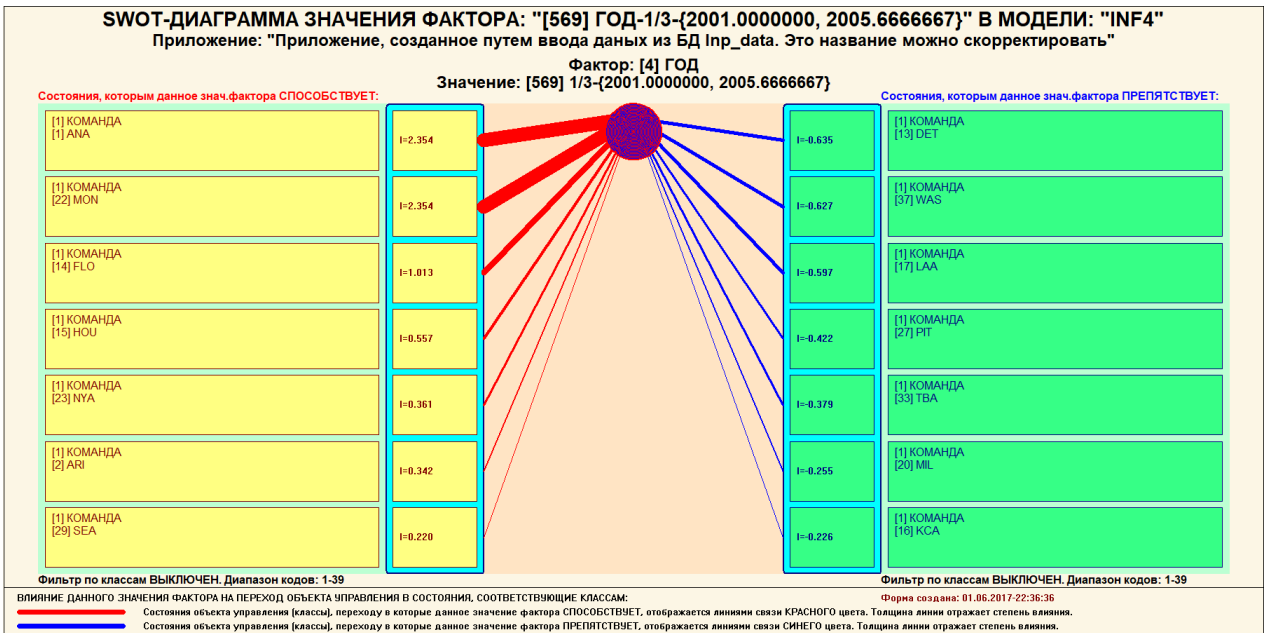 SWOT-ДИАГРАММА ЗНАЧЕНИЯ ФАКТОРА: "[569] ГОД-1/3-{2001.0000000, 2005.6666667}" В МОДЕЛИ: "INF4"
Приложение: "Приложение, созданное путем ввода даных из БД Inp_data. Это название можно скорректировать"
Фактор: [4] ГОД
Значение: [569] 1/3-{2001.0000000, 2005.6666667}
Состояния, которым данное знач.фактора СПОСОБСТВУЕТ:
[1] КОМАНДА
[1] ANA
I=2.354
[1] КОМАНДА
[22] MON
I=2.354
[1] КОМАНДА
[14] FLO
I=1.013
[1] КОМАНДА
[15] HOU
I=0.557
[1] КОМАНДА
[23] NYA
I=0.361
[1] КОМАНДА
[2] ARI
I=0.342
[1] КОМАНДА
[29] SEA
I=0.220
Фильтр по классам ВЫКЛЮЧЕН. Диапазон кодов: 1-39
Состояния, которым данное знач.фактора ПРЕПЯТСТВУЕТ:
I=-0.635
[1] КОМАНДА
[13] DET
I=-0.627
[1] КОМАНДА
[37] WAS
I=-0.597
[1] КОМАНДА
[17] LAA
I=-0.422
[1] КОМАНДА
[27] PIT
I=-0.379
[1] КОМАНДА
[33] TBA
I=-0.255
[1] КОМАНДА
[20] MIL
I=-0.226
[1] КОМАНДА
[16] KCA
Фильтр по классам ВЫКЛЮЧЕН. Диапазон кодов: 1-39
ВЛИЯНИЕ ДАННОГО ЗНАЧЕНИЯ ФАКТОРА НА ПЕРЕХОД ОБЪЕКТА УПРАВЛЕНИЯ В СОСТОЯНИЯ, СООТВЕТСТВУЮЩИЕ КЛАССАМ:
Форма создана: 01.06.2017-22:36:36
Состояния объекта управления (классы), переходу в которые данное значение фактора СПОСОБСТВУЕТ, отображается линиями связи КРАСНОГО цвета. Толщина линии отражает степень влияния.
Состояния объекта управления (классы), переходу в которые данное значение фактора ПРЕПЯТСТВУЕТ, отображается линиями связи СИНЕГО цвета. Толщина линии отражает степень влияния.